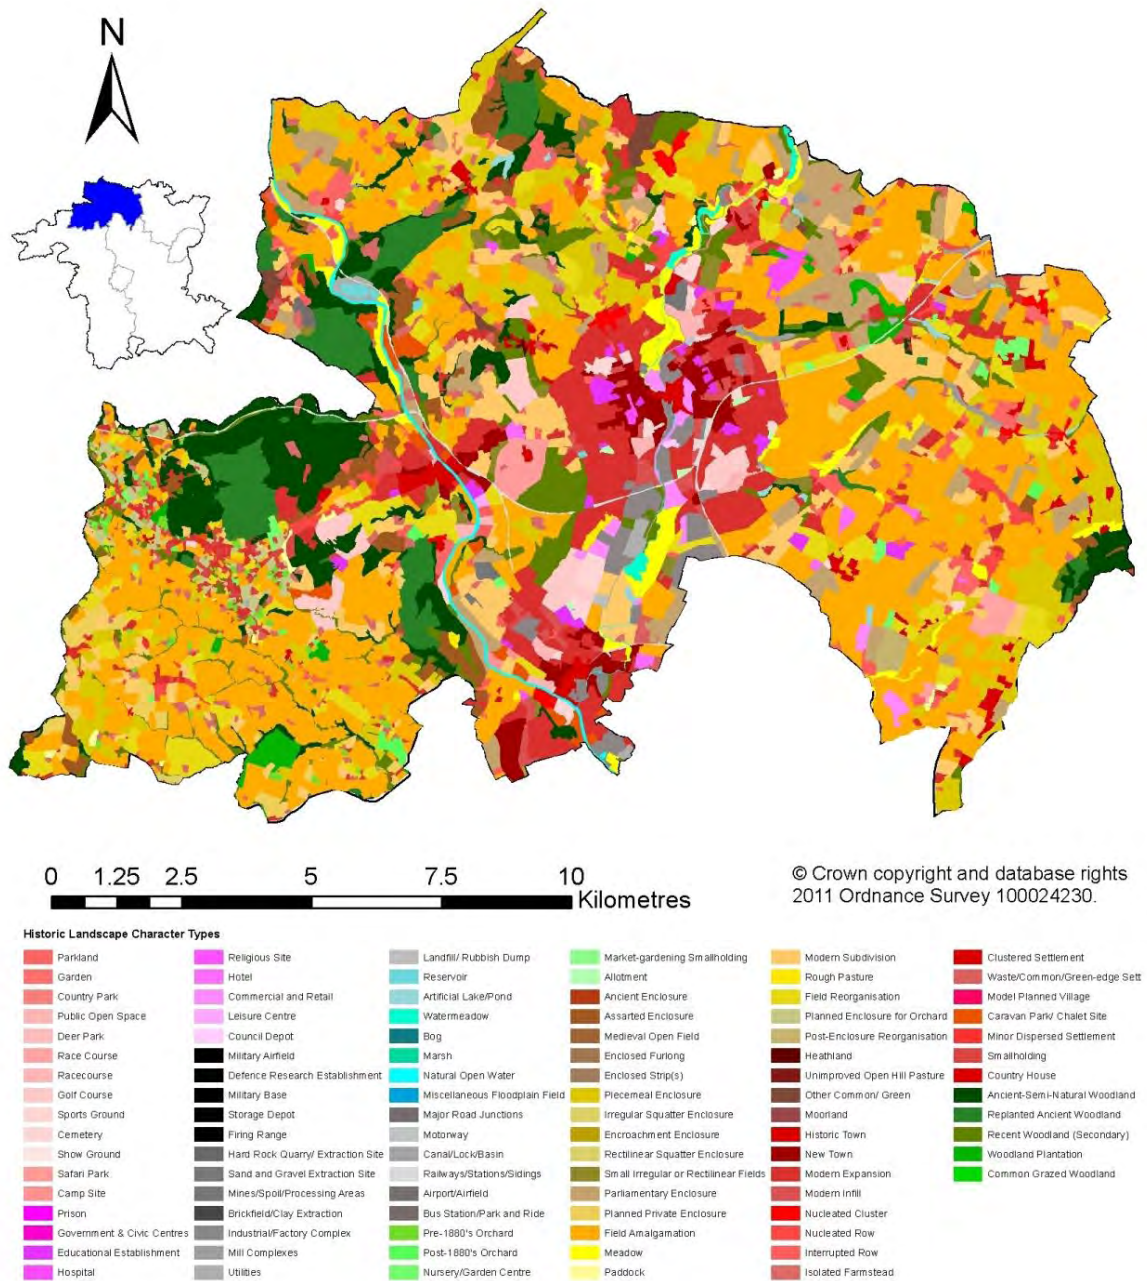 N
0 1.25 2.5 5 7.5 10
Kilometres
© Crown copyright and database rights
2011 Ordnance Survey 100024230.
Historic Landscape Character Types
Parkland
Garden
Country Park
Public Open Space
Deer Park
Race Course
Racecourse
Golf Course
Sports Ground
Cemetery
Show Ground
Safari Park
Camp Site
Prison
Government & Civic Centres
Educational Establishment
Hospital
Religious Site
Hotel
Commercial and Retail
Leisure Centre
Council Depot
Military Airfield
Defence Research Establishment
Military Base
Storage Depot
Firing Range
Hard Rock Quarry/ Extraction Site
Sand and Gravel Extraction Site
Mines/Spoil/Processing Areas
Brickfield/Clay Extraction
Industrial/Factory Complex
Mill Complexes
Utilities
Landfill/ Rubbish Dump
Reservoir
Artificial Lake/Pond
Watermeadow
Bog
Marsh
Natural Open Water
Miscellaneous Floodplain Field
Major Road Junctions
Motorway
Canal/Lock/Basin
Railways/Stations/Sidings
Airport/Airfield
Bus Station/Park and Ride
Pre-1880's Orchard
Post-1880's Orchard
Nursery/Garden Centre
Market-gardening Smallholding
Allotment
Ancient Enclosure
Assarted Enclosure
Medieval Open Field
Enclosed Furlong
Enclosed Strip(s)
Piecemeal Enclosure
Irregular Squatter Enclosure
Encroachment Enclosure
Rectilinear Squatter Enclosure
Small Irregular or Rectilinear Fields
Parliamentary Enclosure
Planned Private Enclosure
Field Amalgamation
Meadow
Paddock
Modern Subdivision
Rough Pasture
Field Reorganisation
Planned Enclosure for Orchard
Post-Enclosure Reorganisation
Heathland
Unimproved Open Hill Pasture
Other Common/ Green
Moorland
Historic Town
New Town
Modern Expansion
Modern Infill
Nucleated Cluster
Nucleated Row
Interrupted Row
Isolated Farmstead
Clustered Settlement
Waste/Common/Green-edge Sett
Model Planned Village
Caravan Park/ Chalet Site
Minor Dispersed Settlement
Smallholding
Country House
Ancient-Semi-Natural Woodland
Replanted Ancient Woodland
Recent Woodland (Secondary)
Woodland Plantation
Common Grazed Woodland